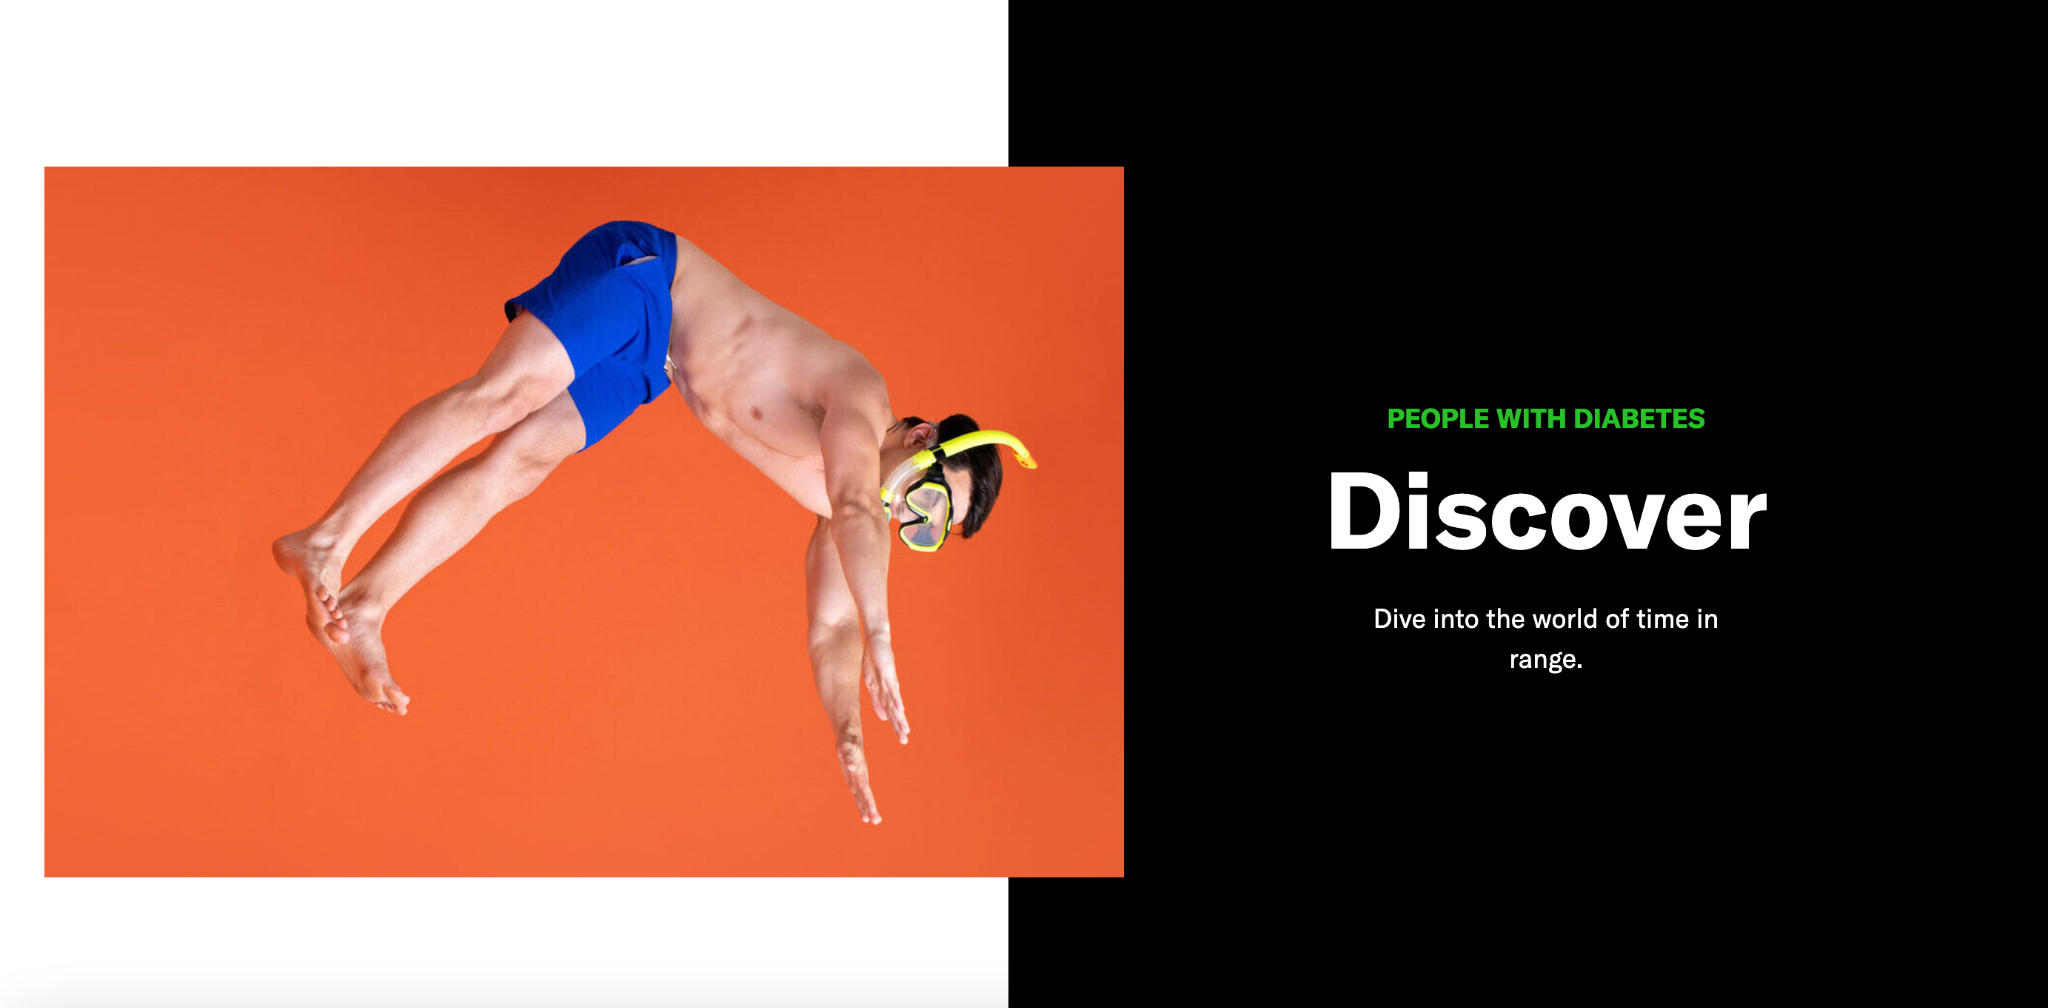 PEOPLE WITH DIABETES
Discover
Dive into the world of time in
range.